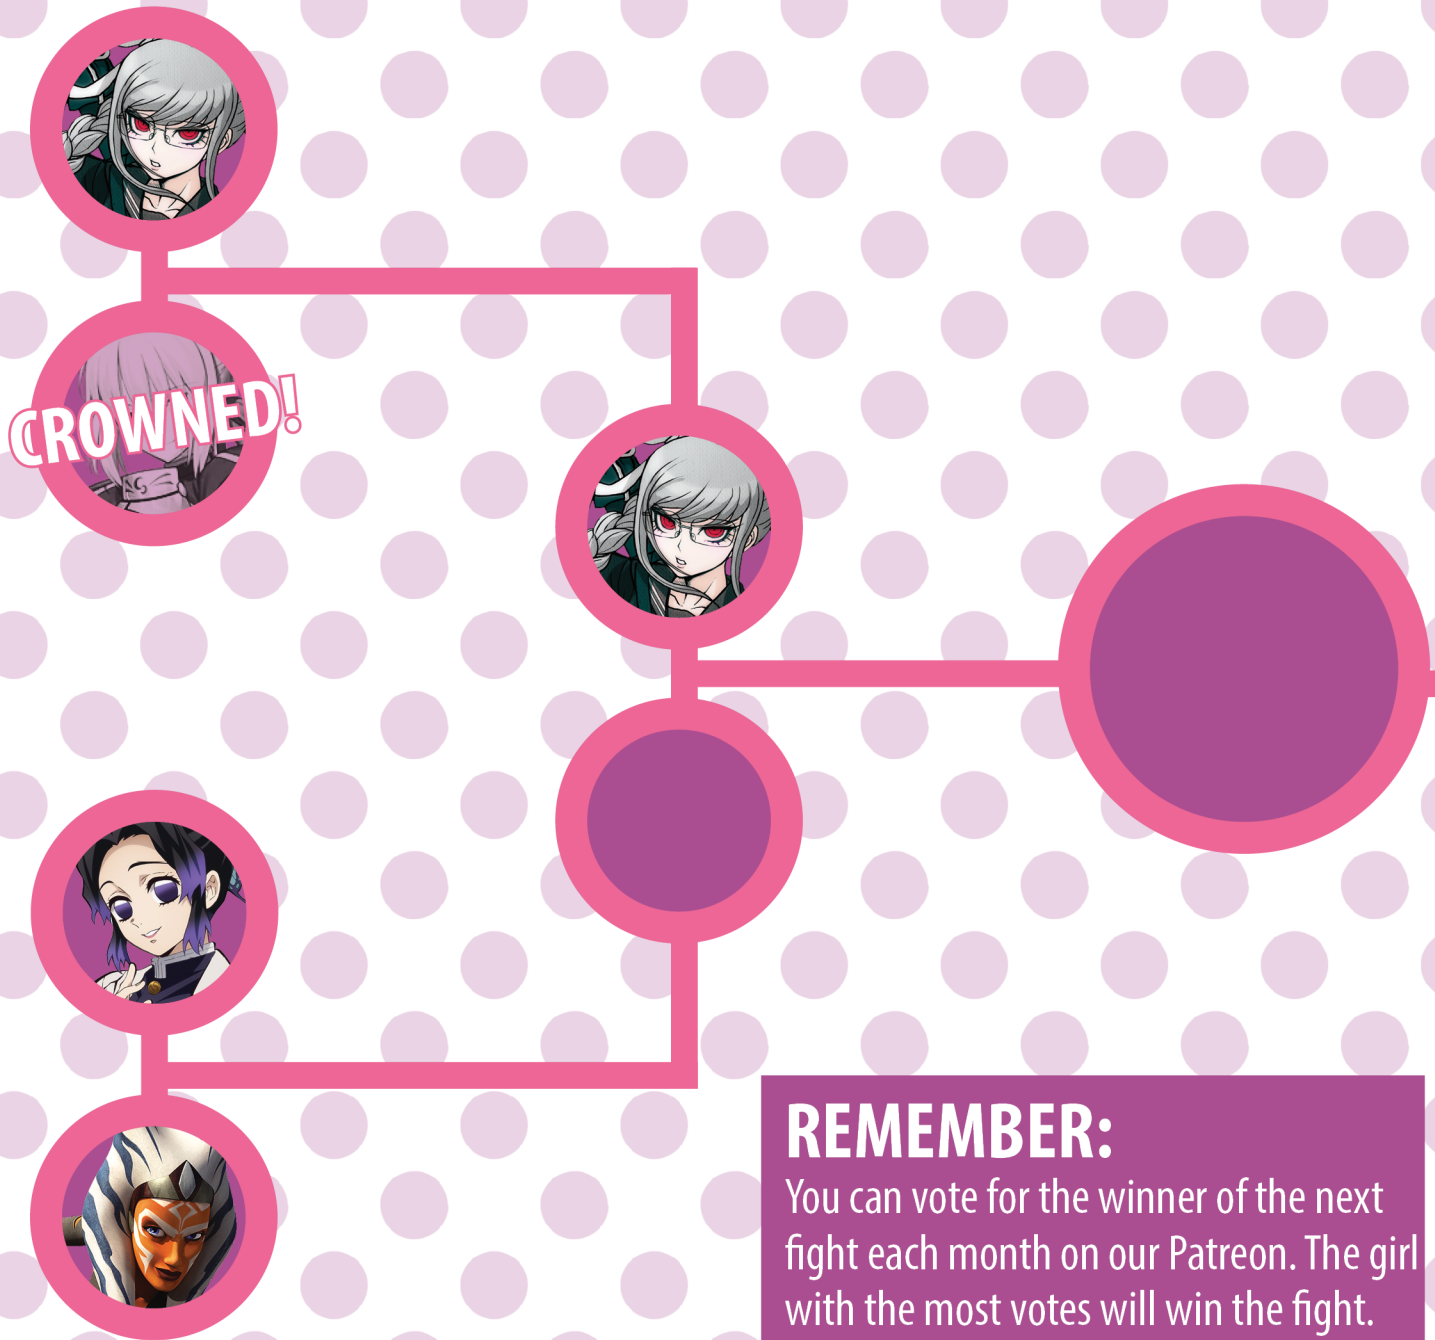 CROWNED!
REMEMBER:
You can vote for the winner of the next
fight each month on our Patreon. The girl
with the most votes will win the fight.